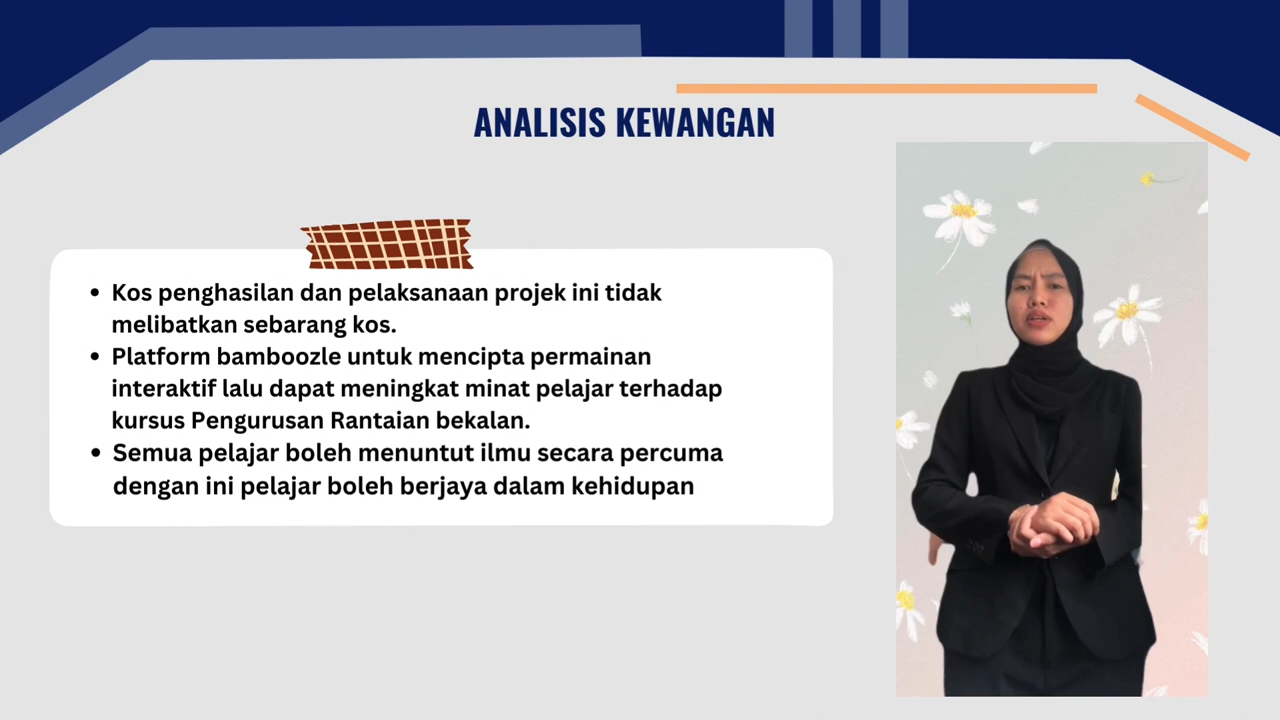 ANALISIS KEWANGAN
• Kos penghasilan dan pelaksanaan projek ini tidak
melibatkan sebarang kos.
• Platform bamboozle untuk mencipta permainan
interaktif lalu dapat meningkat minat pelajar terhadap
kursus Pengurusan Rantaian bekalan.
• Semua pelajar boleh menuntut ilmu secara percuma
dengan ini pelajar boleh berjaya dalam kehidupan